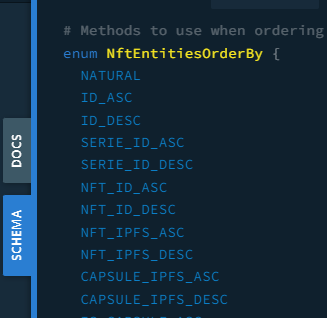 # Methods to use when ordering
enum NftEntitiesOrderBy {
NATURAL
ID_ASC
ID_DESC
SERIE_ID_ASC
SERIE_ID_DESC
NFT_ID_ASC
NFT_ID_DESC
NFT_IPFS_ASC
NFT_IPFS_DESC
CAPSULE_IPFS_ASC
CAPSULE_IPFS_DESC
DOCS
SCHEMA